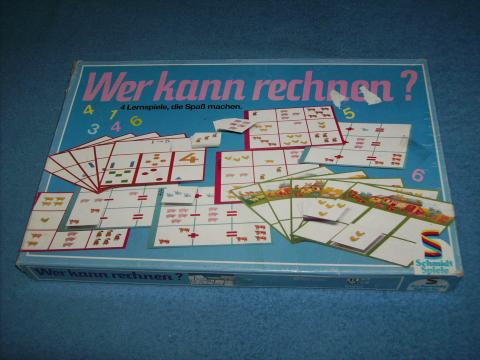 Wer kann rechnen?
4 Lernspiele, die Spaß machen.
4 1 5
3 4 6
4
6
Schmidt
Spiele
Wer kann rechnen?